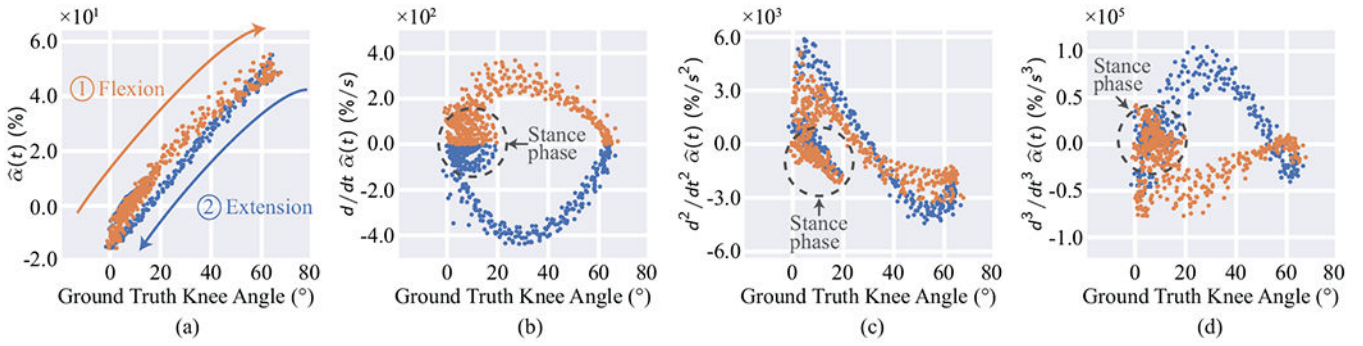 ×10¹
6.0
4.0
2.0
0.0
-2.0
α̂(t) (%)
① Flexion
② Extension
0 20 40 60 80
Ground Truth Knee Angle (°)
(a)
×10²
4.0
2.0
0.0
-2.0
-4.0
d/dt α̂(t) (%/s)
Stance
phase
0 20 40 60 80
Ground Truth Knee Angle (°)
(b)
×10³
6.0
3.0
0.0
-3.0
-6.0
d²/dt² α̂(t) (%/s²)
Stance
phase
0 20 40 60 80
Ground Truth Knee Angle (°)
(c)
×10⁵
1.0
0.5
0.0
-0.5
-1.0
d³/dt³ α̂(t) (%/s³)
Stance
phase
0 20 40 60 80
Ground Truth Knee Angle (°)
(d)